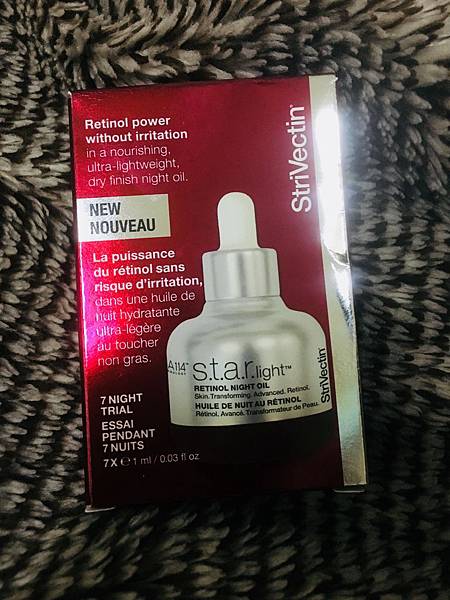 Retinol power
without irritation
in a nourishing,
ultra-lightweight,
dry finish night oil.
NEW
NOUVEAU
La puissance
du rétinol sans
risque d'irritation,
dans une huile de
nuit hydratante
ultra-légère
au toucher
non gras.
7 NIGHT
TRIAL
ESSAI
PENDANT
7 NUITS
7X ℮ 1 ml / 0.03 fl oz
StriVectin®
A114™
s.t.a.r.light™
RETINOL NIGHT OIL
Skin.Transforming.Advanced.Retinol.
HUILE DE NUIT AU RÉTINOL
Rétinol, Avancé.Transformateur de Peau.
StriVectin®